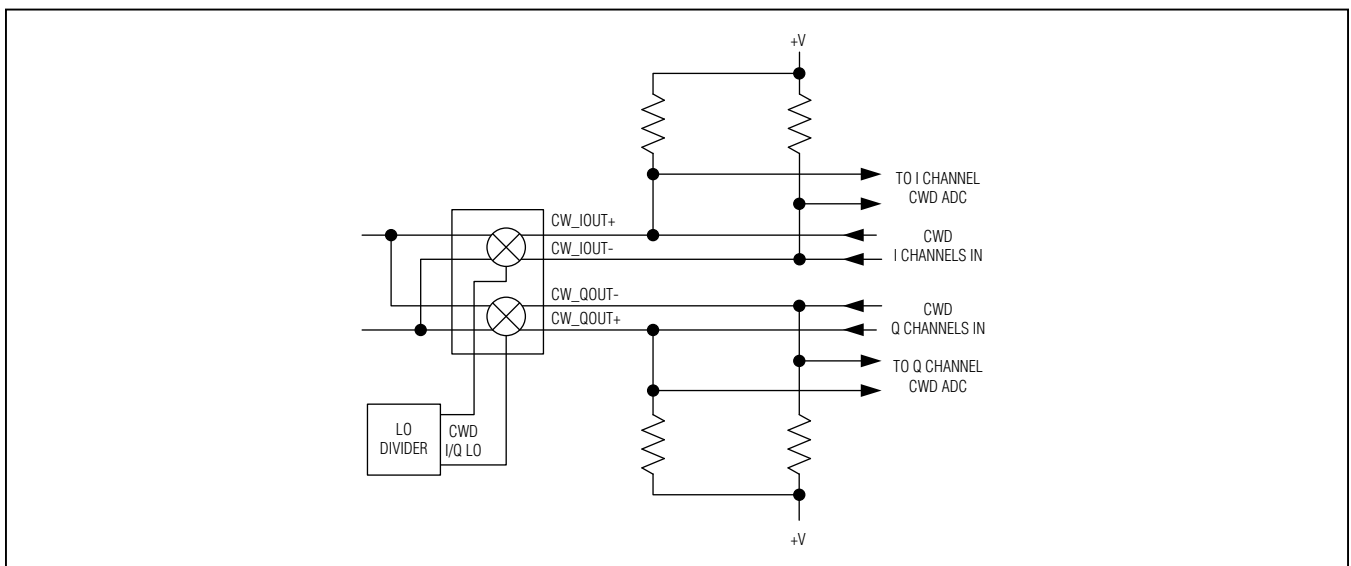 +V
TO I CHANNEL
CWD ADC
CW_IOUT+
CWD
I CHANNELS IN
CW_IOUT-
CW_QOUT-
CWD
Q CHANNELS IN
CW_QOUT+
TO Q CHANNEL
CWD ADC
LO
DIVIDER
CWD
I/Q LO
+V